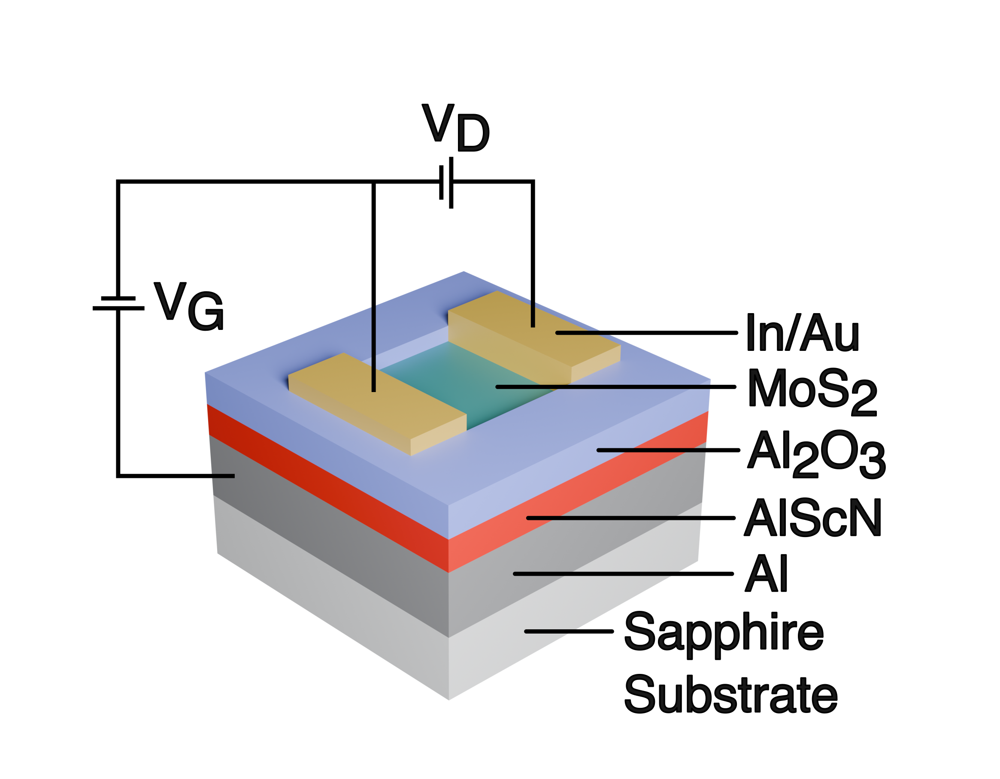 VD
VG
In/Au
MoS2
Al2O3
AlScN
Al
Sapphire
Substrate